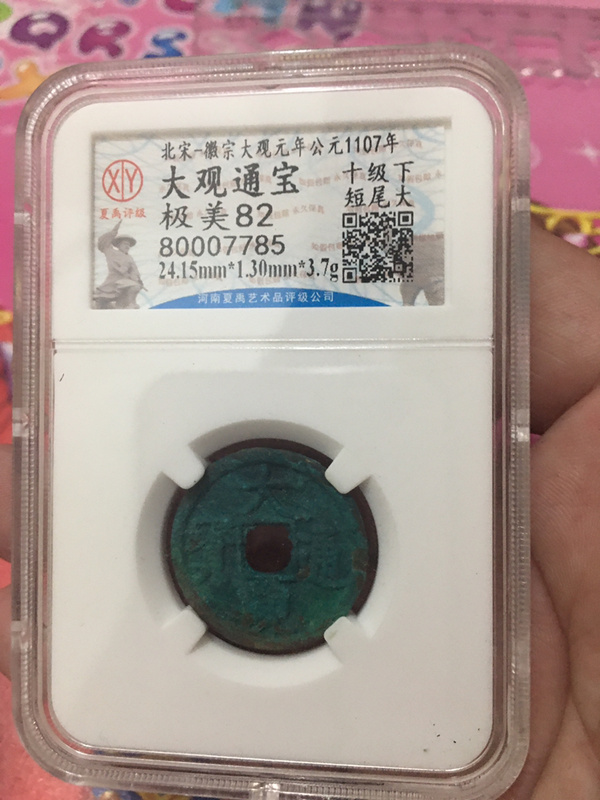 北宋-徽宗大观元年公元1107年
XY
夏禹评级
大观通宝
极美82
80007785
24.15mm*1.30mm*3.7g
十级下
短尾大
河南夏禹艺术品评级公司
大